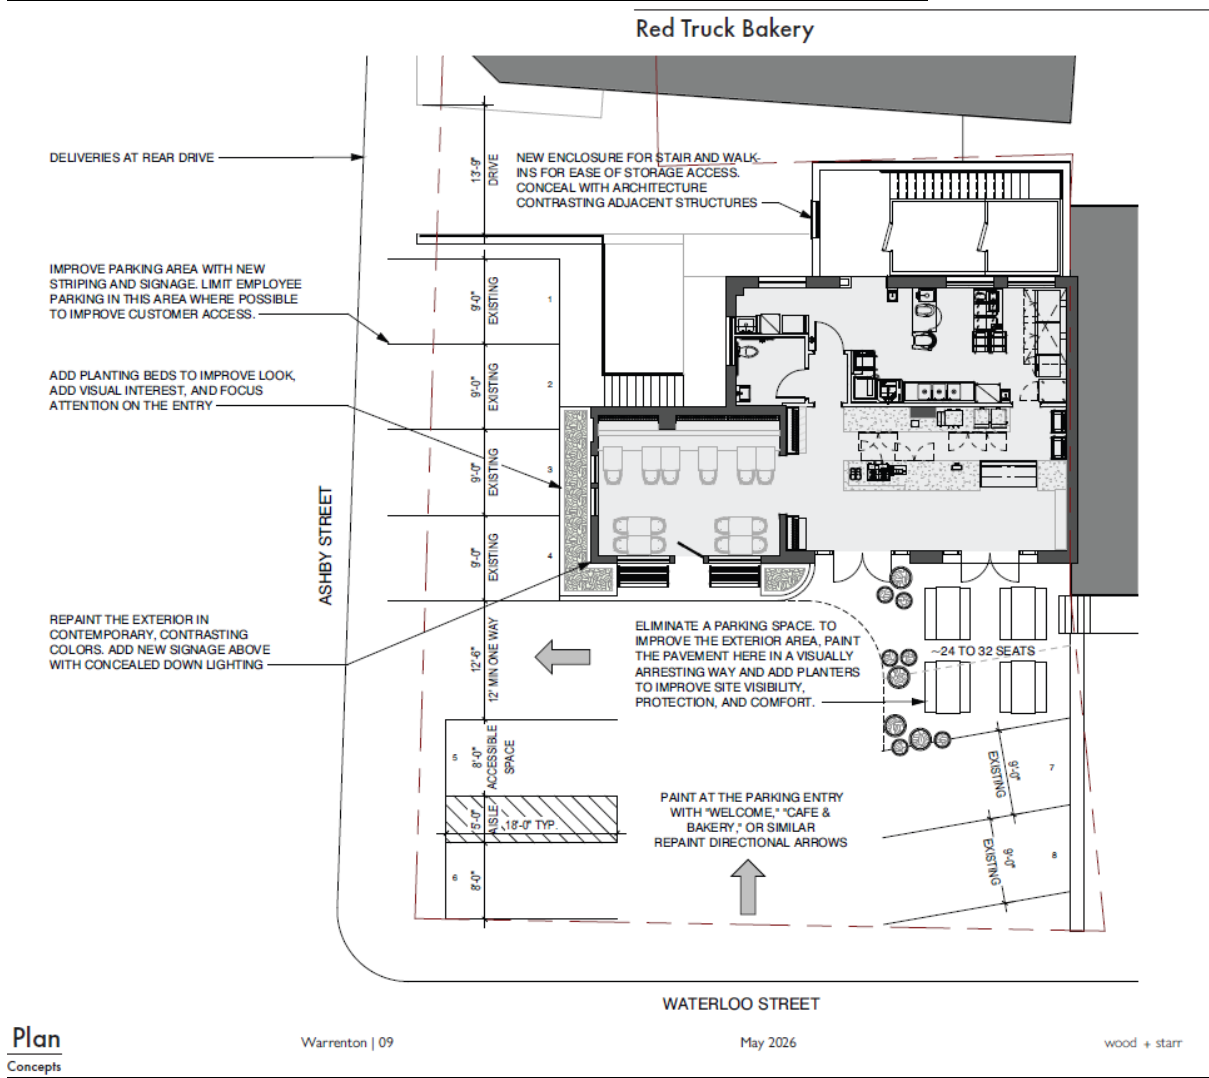 Red Truck Bakery
DELIVERIES AT REAR DRIVE
13'-9"
DRIVE
NEW ENCLOSURE FOR STAIR AND WALK-
INS FOR EASE OF STORAGE ACCESS.
CONCEAL WITH ARCHITECTURE
CONTRASTING ADJACENT STRUCTURES
IMPROVE PARKING AREA WITH NEW
STRIPING AND SIGNAGE. LIMIT EMPLOYEE
PARKING IN THIS AREA WHERE POSSIBLE
TO IMPROVE CUSTOMER ACCESS.
9'-0"
EXISTING
1
ADD PLANTING BEDS TO IMPROVE LOOK,
ADD VISUAL INTEREST, AND FOCUS
ATTENTION ON THE ENTRY
9'-0"
EXISTING
2
9'-0"
EXISTING
3
9'-0"
EXISTING
4
ASHBY STREET
REPAINT THE EXTERIOR IN
CONTEMPORARY, CONTRASTING
COLORS. ADD NEW SIGNAGE ABOVE
WITH CONCEALED DOWN LIGHTING
12'-6"
12' MIN ONE WAY
ELIMINATE A PARKING SPACE. TO
IMPROVE THE EXTERIOR AREA, PAINT
THE PAVEMENT HERE IN A VISUALLY
ARRESTING WAY AND ADD PLANTERS
TO IMPROVE SITE VISIBILITY,
PROTECTION, AND COMFORT.
~24 TO 32 SEATS
5
8'-0"
ACCESSIBLE
SPACE
5'-0"
AISLE
18'-0" TYP.
6
8'-0"
PAINT AT THE PARKING ENTRY
WITH "WELCOME," "CAFE &
BAKERY," OR SIMILAR
REPAINT DIRECTIONAL ARROWS
EXISTING
9'-0"
7
EXISTING
9'-0"
8
WATERLOO STREET
Plan
Concepts
Warrenton | 09
May 2026
wood + starr